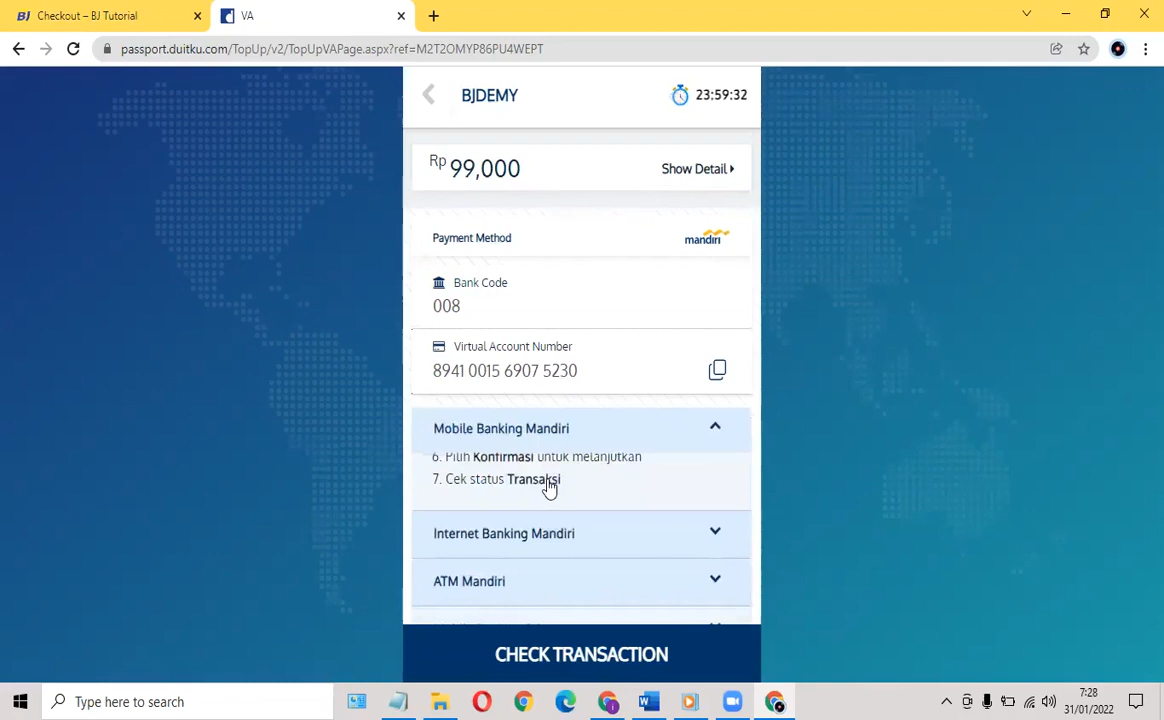 BJ Checkout – BJ Tutorial
VA
passport.duitku.com/TopUp/v2/TopUpVAPage.aspx?ref=M2T2OMYP86PU4WEPT
BJDEMY
23:59:32
Rp 99,000
Show Detail
Payment Method
mandiri
Bank Code
008
Virtual Account Number
8941 0015 6907 5230
Mobile Banking Mandiri
6. Pilih Konfirmasi untuk melanjutkan
7. Cek status Transaksi
Internet Banking Mandiri
ATM Mandiri
CHECK TRANSACTION
Type here to search
7:28
31/01/2022